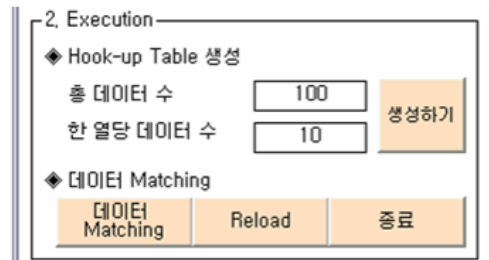 2. Execution
◈ Hook-up Table 생성
총 데이터 수 100
한 열당 데이터 수 10
생성하기
◈ 데이터 Matching
데이터
Matching
Reload
종료